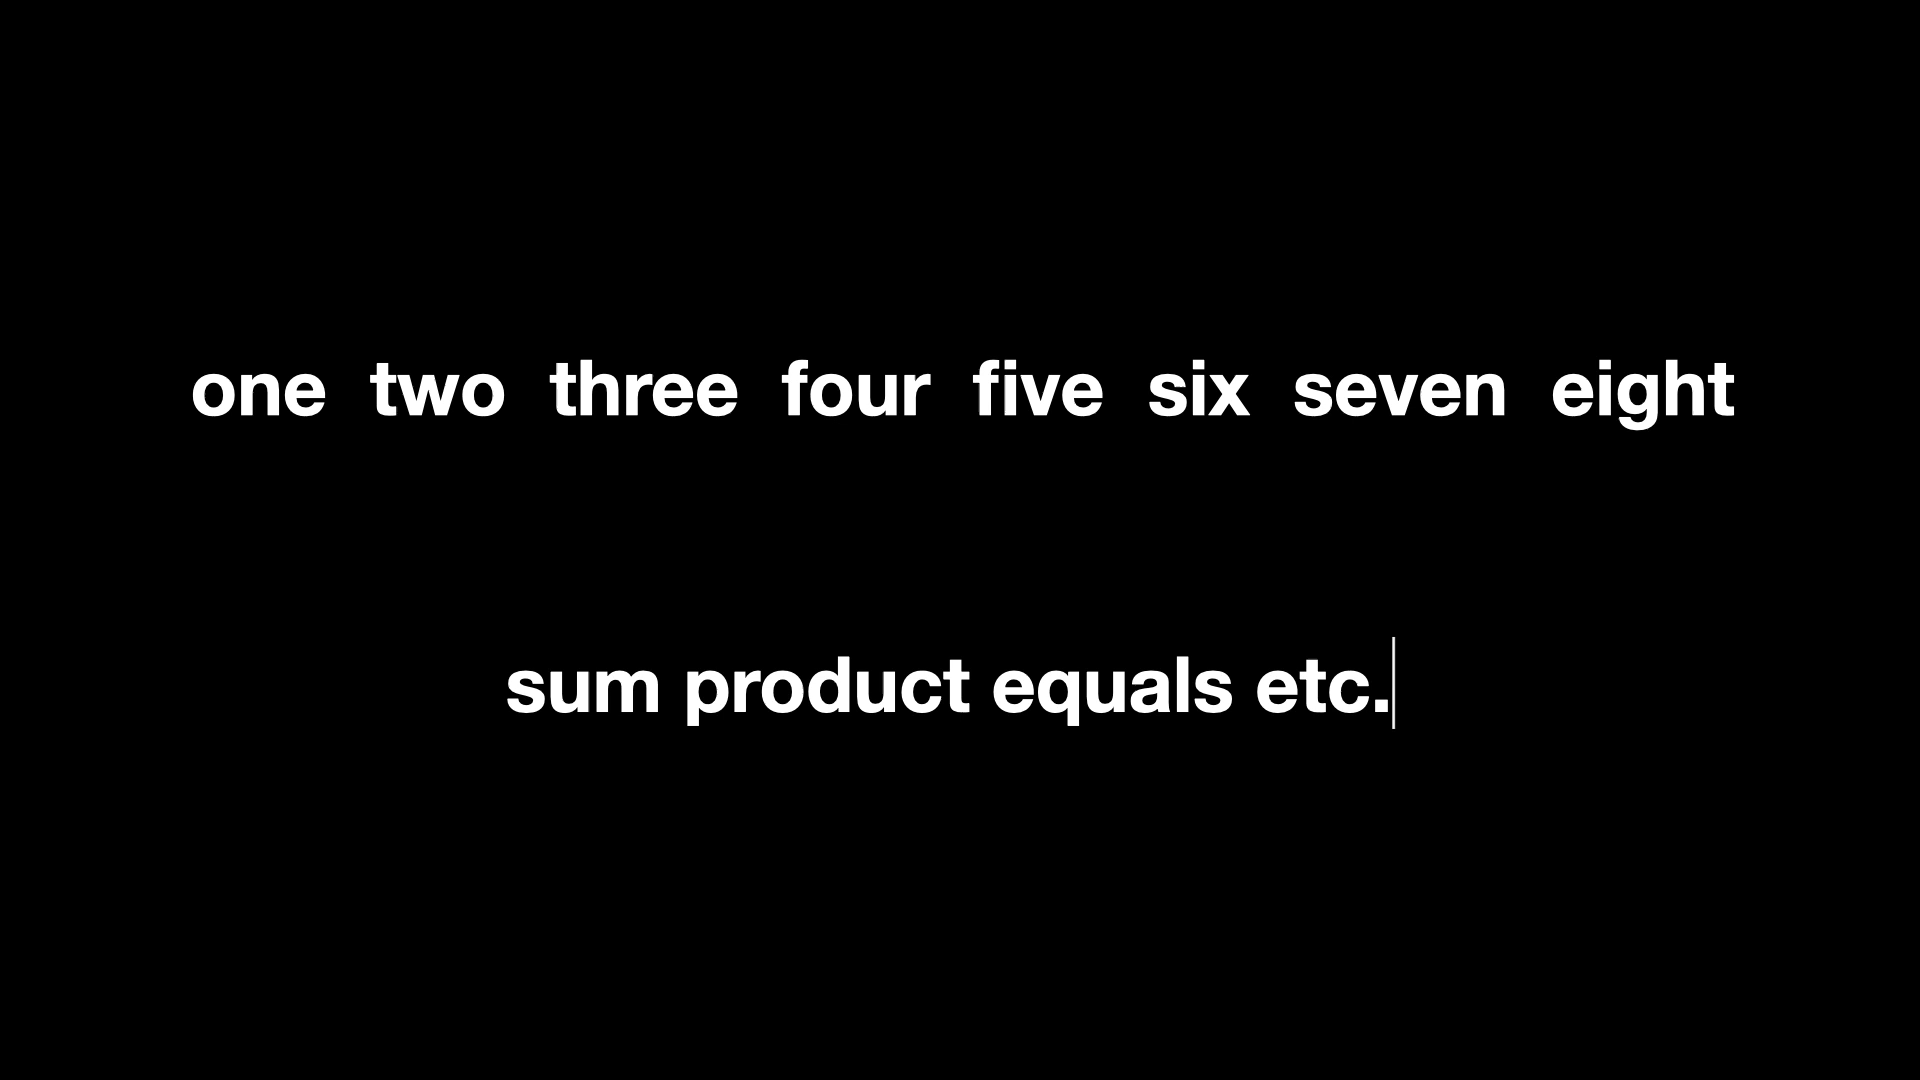 one two three four five six seven eight
sum product equals etc.